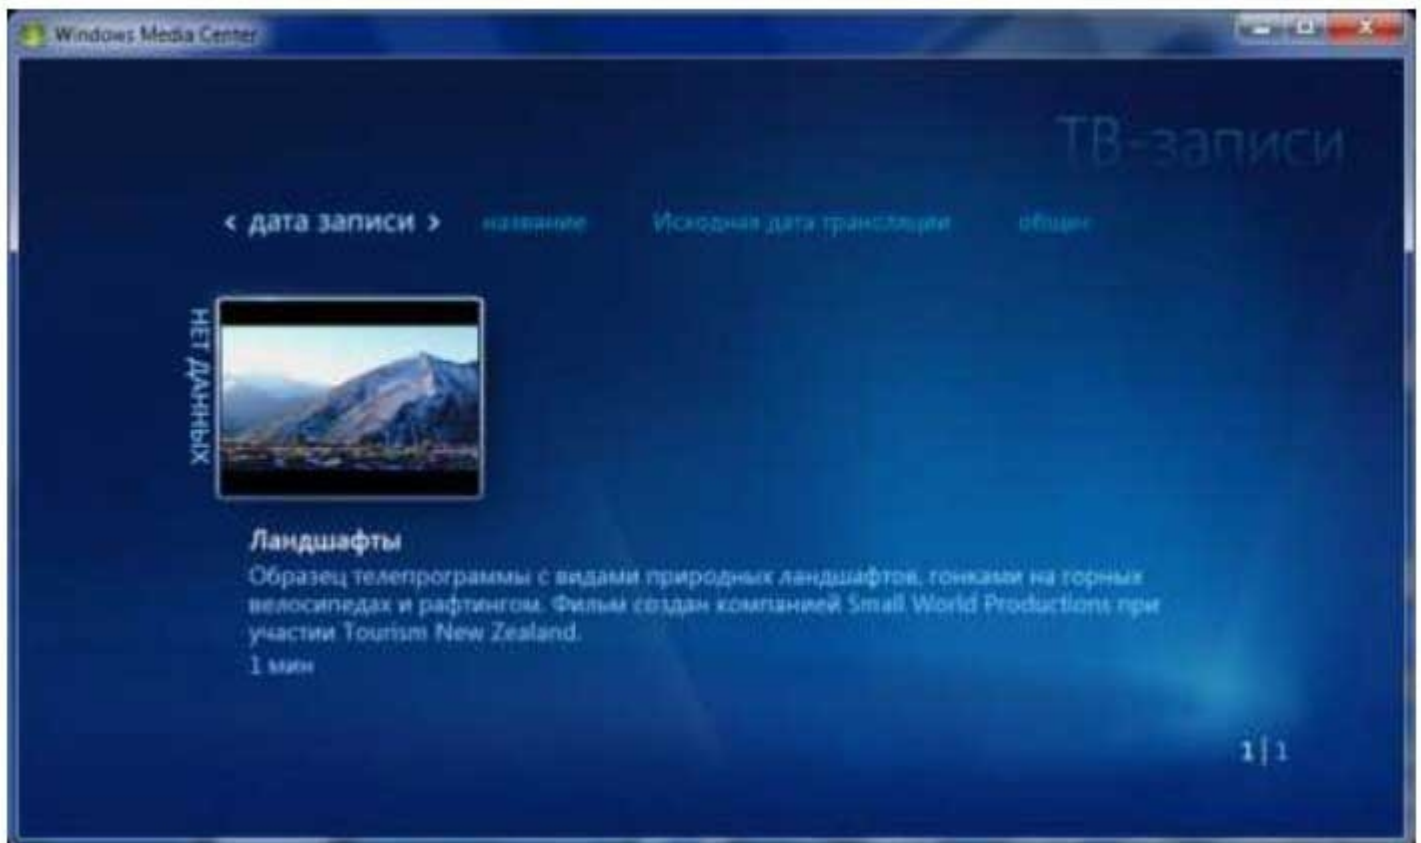 Windows Media Center
ТВ-записи
< дата записи > название Исходная дата трансляции общен
НЕТ ДАННЫХ
Ландшафты
Образец телепрограммы с видами природных ландшафтов, гонками на горных
велосипедах и рафтингом. Фильм создан компанией Small World Productions при
участии Tourism New Zealand.
1 мин
1 | 1